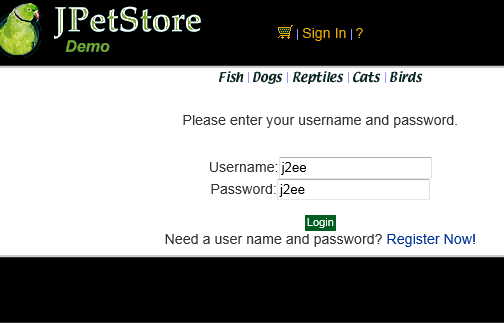 JPetStore
Demo
| Sign In | ?
Fish | Dogs | Reptiles | Cats | Birds
Please enter your username and password.
Username: j2ee
Password: j2ee
Login
Need a user name and password? Register Now!